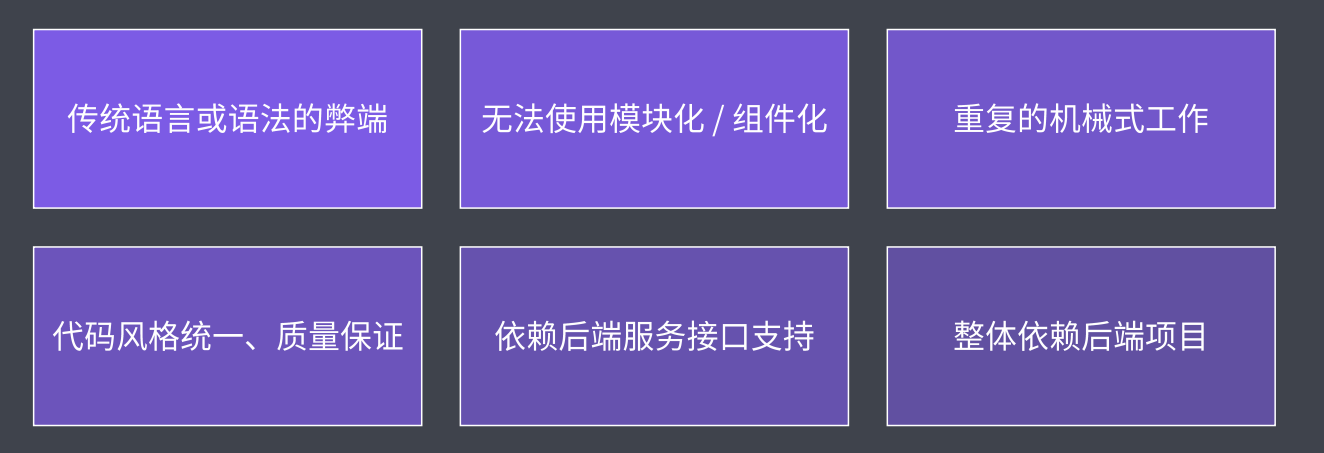 传统语言或语法的弊端
无法使用模块化 / 组件化
重复的机械式工作
代码风格统一、质量保证
依赖后端服务接口支持
整体依赖后端项目